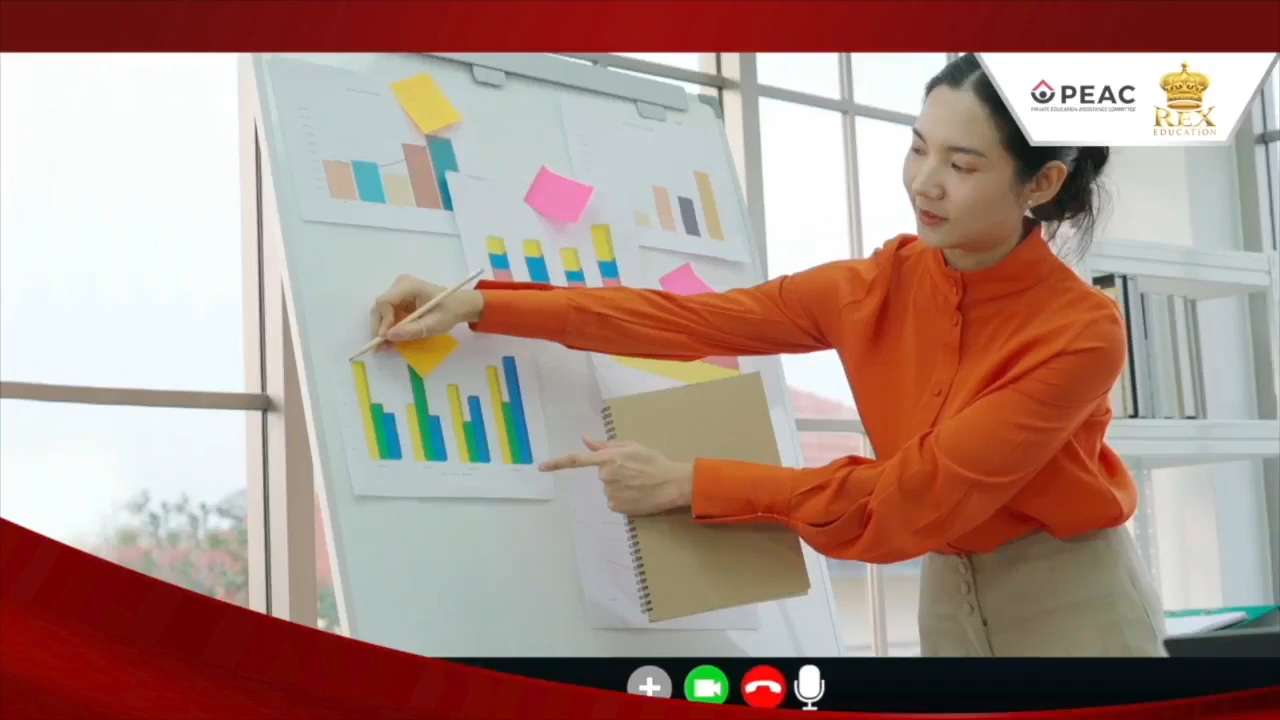 PEAC
PRIVATE EDUCATION ASSISTANCE COMMITTEE
REX
EDUCATION